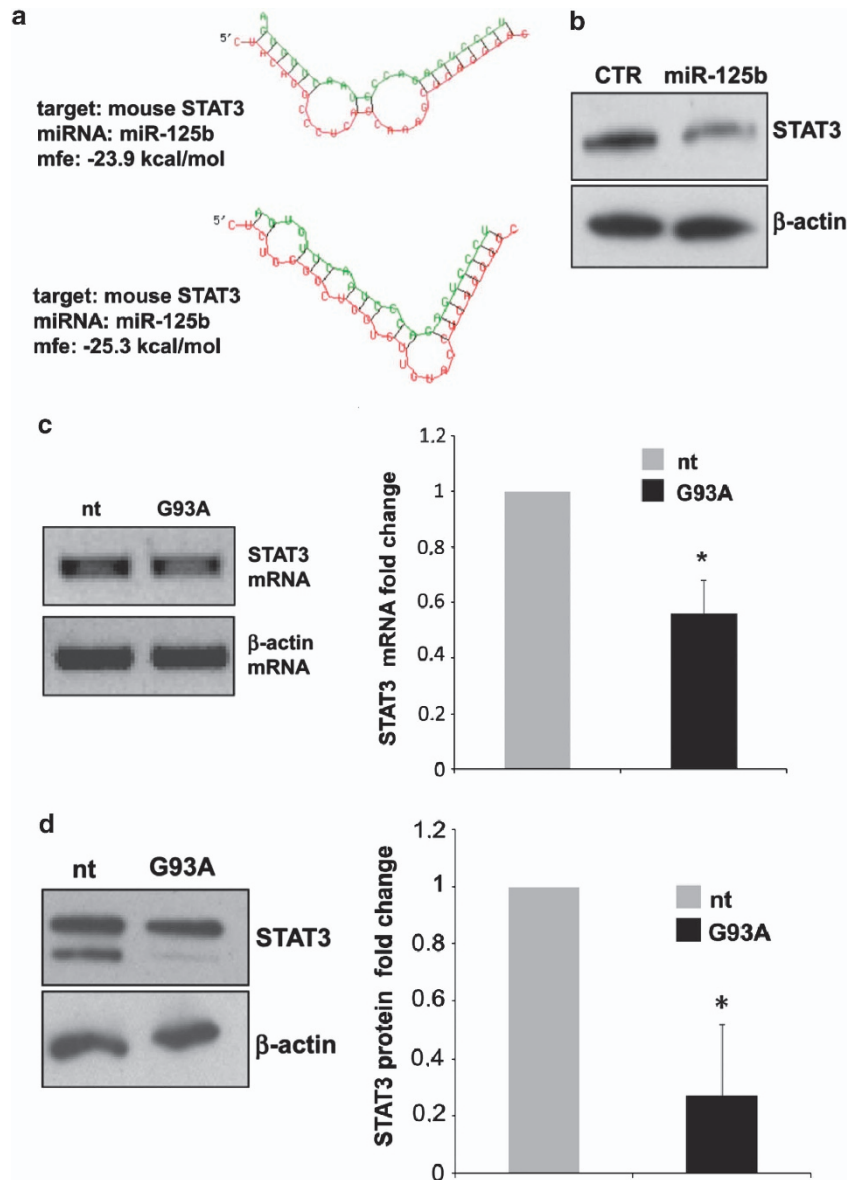 a
5'
target: mouse STAT3
miRNA: miR-125b
mfe: -23.9 kcal/mol
5'
target: mouse STAT3
miRNA: miR-125b
mfe: -25.3 kcal/mol
b
CTR miR-125b
STAT3
β-actin
c
nt G93A
STAT3
mRNA
β-actin
mRNA
STAT3 mRNA fold change
1.2
1
0.8
0.6
0.4
0.2
0
nt
G93A
*
d
nt G93A
STAT3
β-actin
STAT3 protein fold change
1.2
1
0.8
0.6
0.4
0.2
0
nt
G93A
*